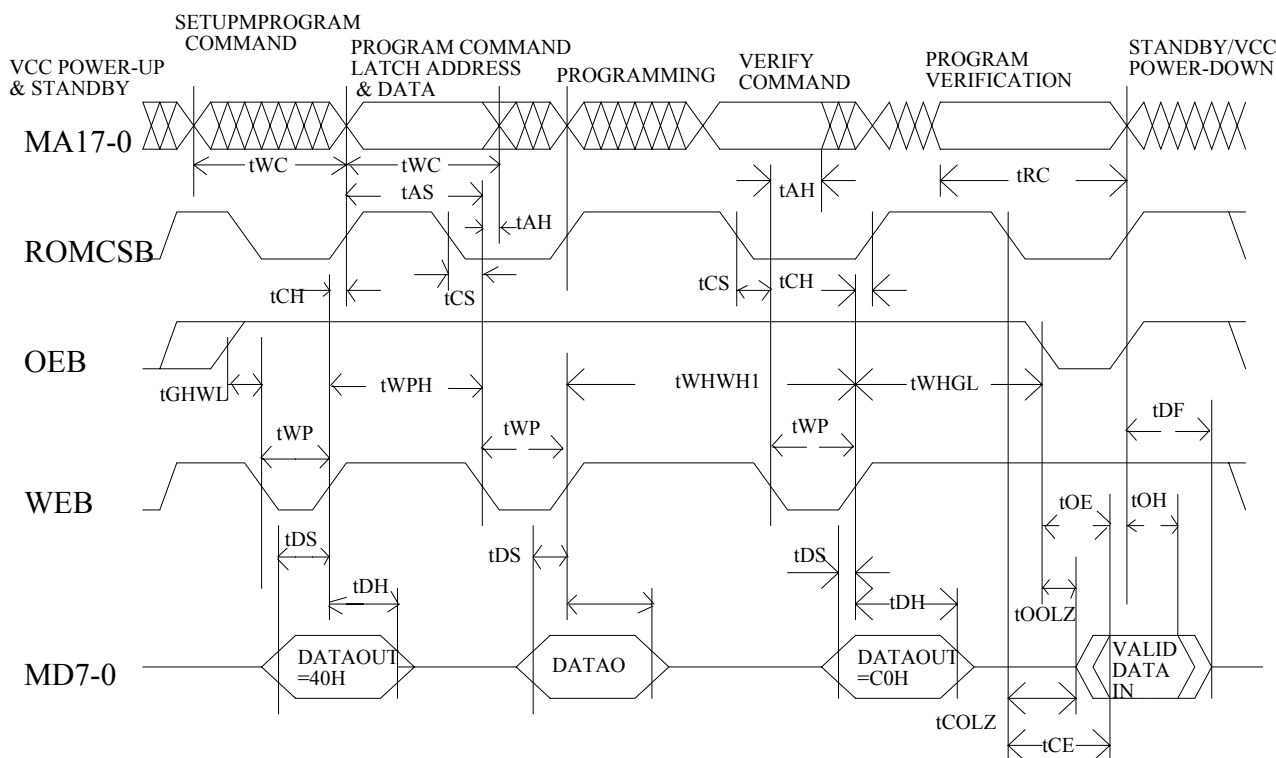 SETUPMPROGRAM
COMMAND
VCC POWER-UP
& STANDBY
PROGRAM COMMAND
LATCH ADDRESS
& DATA
PROGRAMMING
VERIFY
COMMAND
PROGRAM
VERIFICATION
STANDBY/VCC
POWER-DOWN
MA17-0
tWC
tWC
tAS
tAH
tAH
tRC
ROMCSB
tCH
tCS
tCS
tCH
OEB
tGHWL
tWPH
tWHWH1
tWHGL
tDF
tWP
tWP
tWP
WEB
tOE
tOH
tDS
tDS
tDS
tDH
tDH
tOOLZ
MD7-0
DATAOUT
=40H
DATAO
DATAOUT
=C0H
VALID
DATA
IN
tCOLZ
tCE